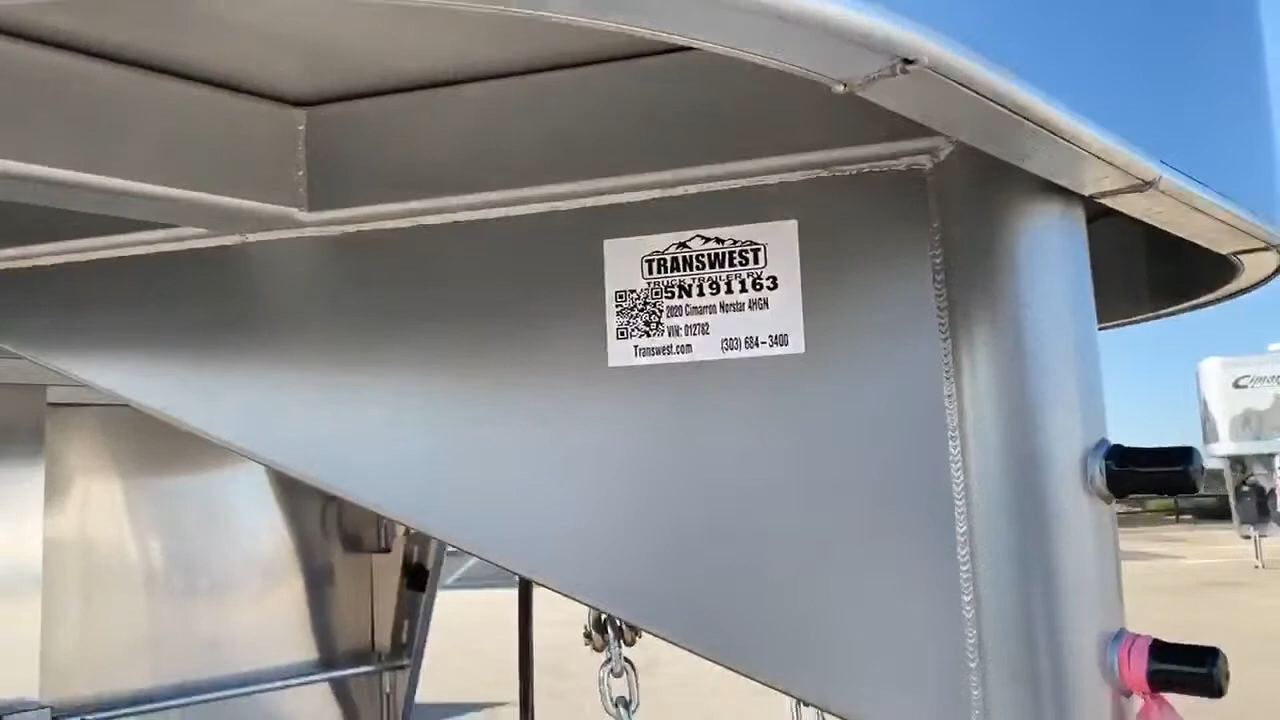 TRANSWEST
TRUCK TRAILER RV
5N191163
2020 Cimarron Norstar 4HGN
VIN: 012782
Transwest.com (303) 684-3400